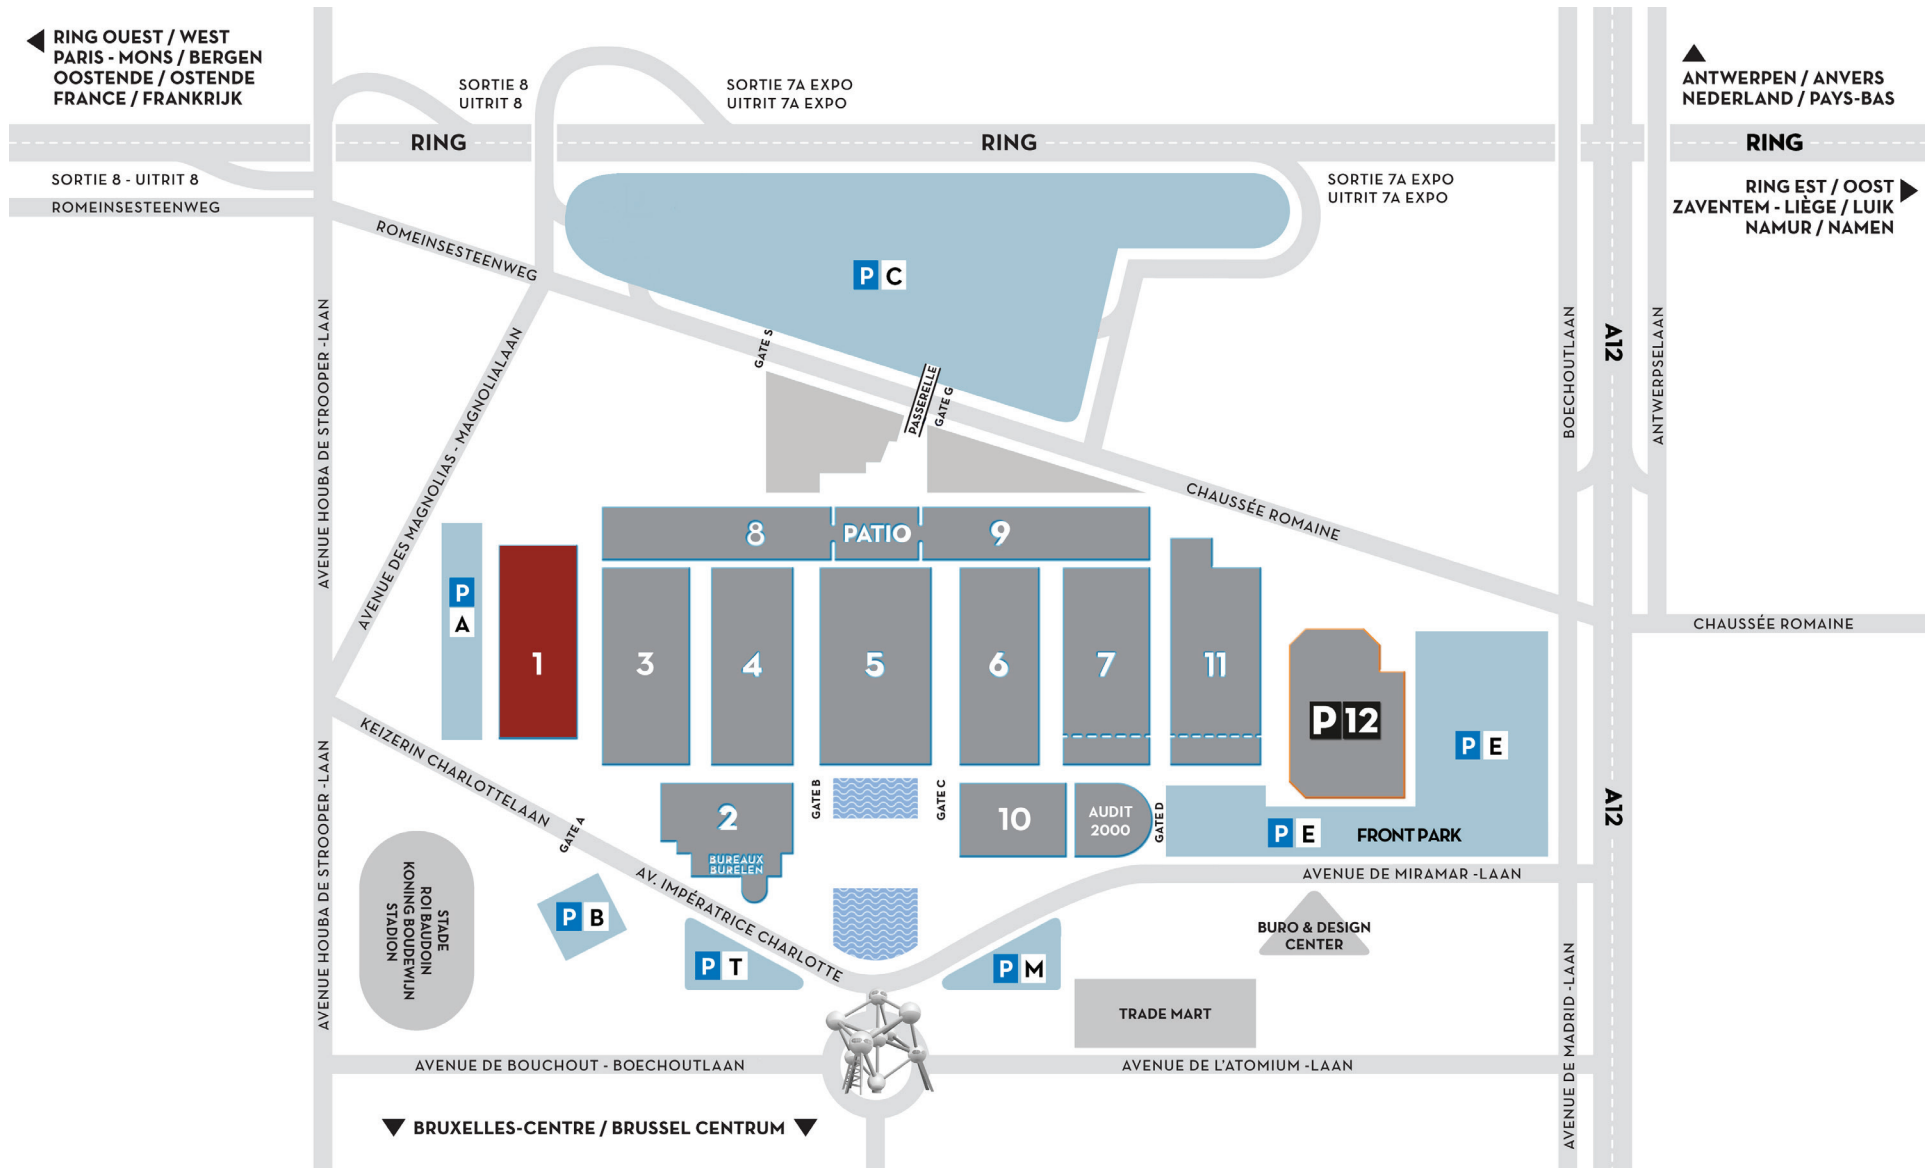 RING OUEST / WEST
PARIS - MONS / BERGEN
OOSTENDE / OSTENDE
FRANCE / FRANKRIJK
SORTIE 8
UITRIT 8
SORTIE 7A EXPO
UITRIT 7A EXPO
ANTWERPEN / ANVERS
NEDERLAND / PAYS-BAS
RING
RING
RING
SORTIE 8 - UITRIT 8
ROMEINSESTEENWEG
SORTIE 7A EXPO
UITRIT 7A EXPO
RING EST / OOST
ZAVENTEM - LIÈGE / LUIK
NAMUR / NAMEN
ROMEINSESTEENWEG
P C
AVENUE HOUBA DE STROOPER -LAAN
AVENUE DES MAGNOLIAS - MAGNOLIALAAN
GATE S
PASSERELLE
GATE G
BOECHOUTLAAN
A12
ANTWERPSELAAN
CHAUSSÉE ROMAINE
CHAUSSÉE ROMAINE
8
PATIO
9
P
A
1
3
4
5
6
7
11
P 12
P E
KEIZERIN CHARLOTTELAAN
GATE A
2
BUREAUX
BURELEN
GATE B
GATE C
10
AUDIT
2000
GATE D
P E
FRONT PARK
A12
AVENUE HOUBA DE STROOPER -LAAN
STADE
ROI BAUDOIN
KONING BOUDEWIJN
STADION
P B
AV. IMPÉRATRICE CHARLOTTE
P T
P M
AVENUE DE MIRAMAR -LAAN
BURO & DESIGN
CENTER
TRADE MART
AVENUE DE MADRID -LAAN
AVENUE DE BOUCHOUT - BOECHOUTLAAN
AVENUE DE L'ATOMIUM -LAAN
BRUXELLES-CENTRE / BRUSSEL CENTRUM